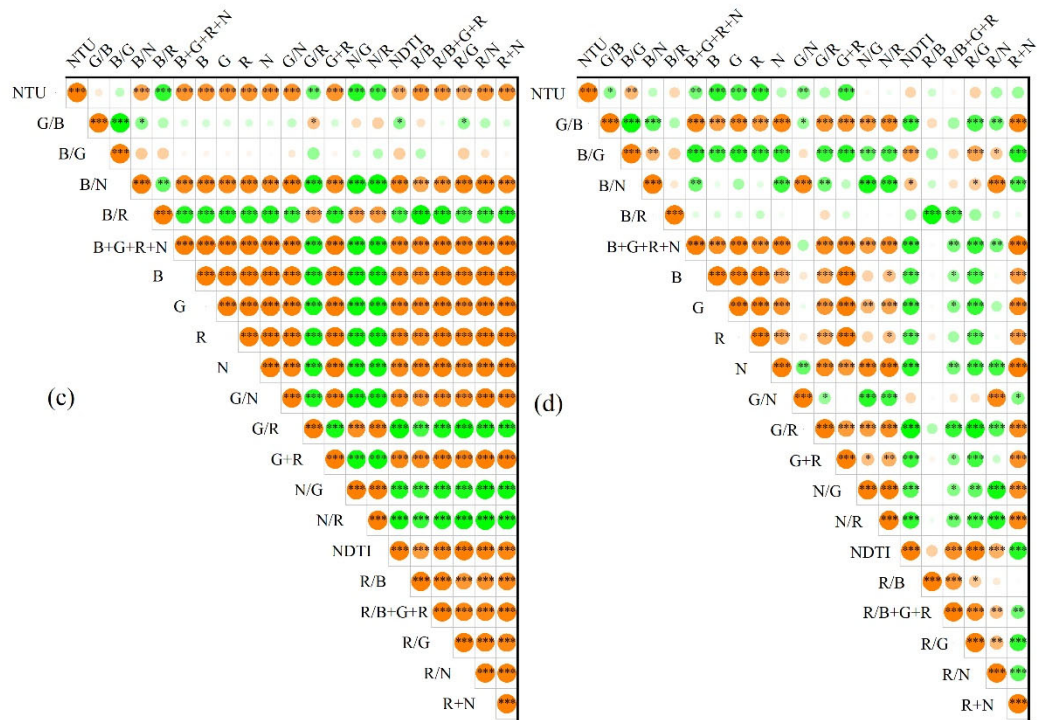 NTU G/B B/G B/N B/R B+G+R+N B G R N G/N G/R G+R N/G N/R NDTI R/B R/B+G+R R/G R/N R+N
NTU *** *** *** *** *** *** *** *** *** ** *** *** *** ** *** *** *** *** ***
G/B *** *** * * * *
B/G ***
B/N *** ** *** *** *** *** *** *** *** *** *** *** *** *** *** *** *** ***
B/R *** *** *** *** *** *** *** *** *** *** *** *** *** *** *** *** ***
B+G+R+N *** *** *** *** *** *** *** *** *** *** *** *** *** *** *** ***
B *** *** *** *** *** *** *** *** *** *** *** *** *** *** ***
G *** *** *** *** *** *** *** *** *** *** *** *** *** ***
R *** *** *** *** *** *** *** *** *** *** *** *** ***
N *** *** *** *** *** *** *** *** *** *** *** ***
(c)
G/N *** *** *** *** *** *** *** *** *** *** ***
G/R *** *** *** *** *** *** *** *** *** ***
G+R *** *** *** *** *** *** *** *** ***
N/G *** *** *** *** *** *** *** ***
N/R *** *** *** *** *** *** ***
NDTI *** *** *** *** *** ***
R/B *** *** *** *** ***
R/B+G+R *** *** *** ***
R/G *** *** ***
R/N *** ***
R+N ***
NTU G/B B/G B/N B/R B+G+R+N B G R N G/N G/R G+R N/G N/R NDTI R/B R/B+G+R R/G R/N R+N
NTU *** * ** ** *** *** *** ** ***
G/B *** *** *** *** *** *** *** *** * *** *** *** *** *** *** ** ***
B/G *** ** *** *** *** *** *** *** *** *** *** *** *** * ***
B/N *** ** *** *** ** *** *** * * *** ***
B/R *** *** ***
B+G+R+N *** *** *** *** *** *** *** *** *** *** ** *** ** ***
B *** *** *** *** *** *** * *** * *** ***
G *** *** *** *** *** ** *** *** * *** ***
R *** *** *** *** * *** *** ***
N *** ** *** *** *** *** *** ** *** *** ***
(d)
G/N *** * *** *** *** *
G/R *** *** *** *** *** *** *** *** ***
G+R *** * ** *** * *** ***
N/G *** *** *** * ** *** ***
N/R *** *** ** *** *** ***
NDTI *** *** *** *** ***
R/B *** *** *
R/B+G+R *** *** ** **
R/G *** ** ***
R/N *** ***
R+N ***